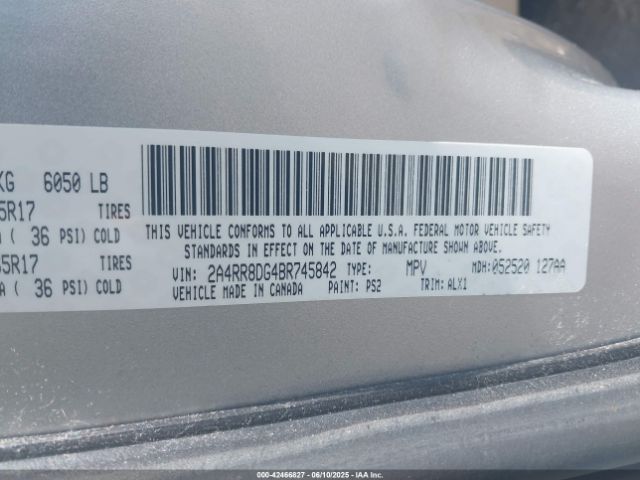 KG 6050 LB
5R17 TIRES
( 36 PSI) COLD
5R17 TIRES
A ( 36 PSI) COLD
THIS VEHICLE CONFORMS TO ALL APPLICABLE U.S.A. FEDERAL MOTOR VEHICLE SAFETY
STANDARDS IN EFFECT ON THE DATE OF MANUFACTURE SHOWN ABOVE.
VIN: 2A4RR8DG4BR745842 TYPE: MPV MDH:052520 127AA
VEHICLE MADE IN CANADA PAINT: PS2 TRIM: ALX1
000-42466827 - 06/10/2025 - IAA Inc.